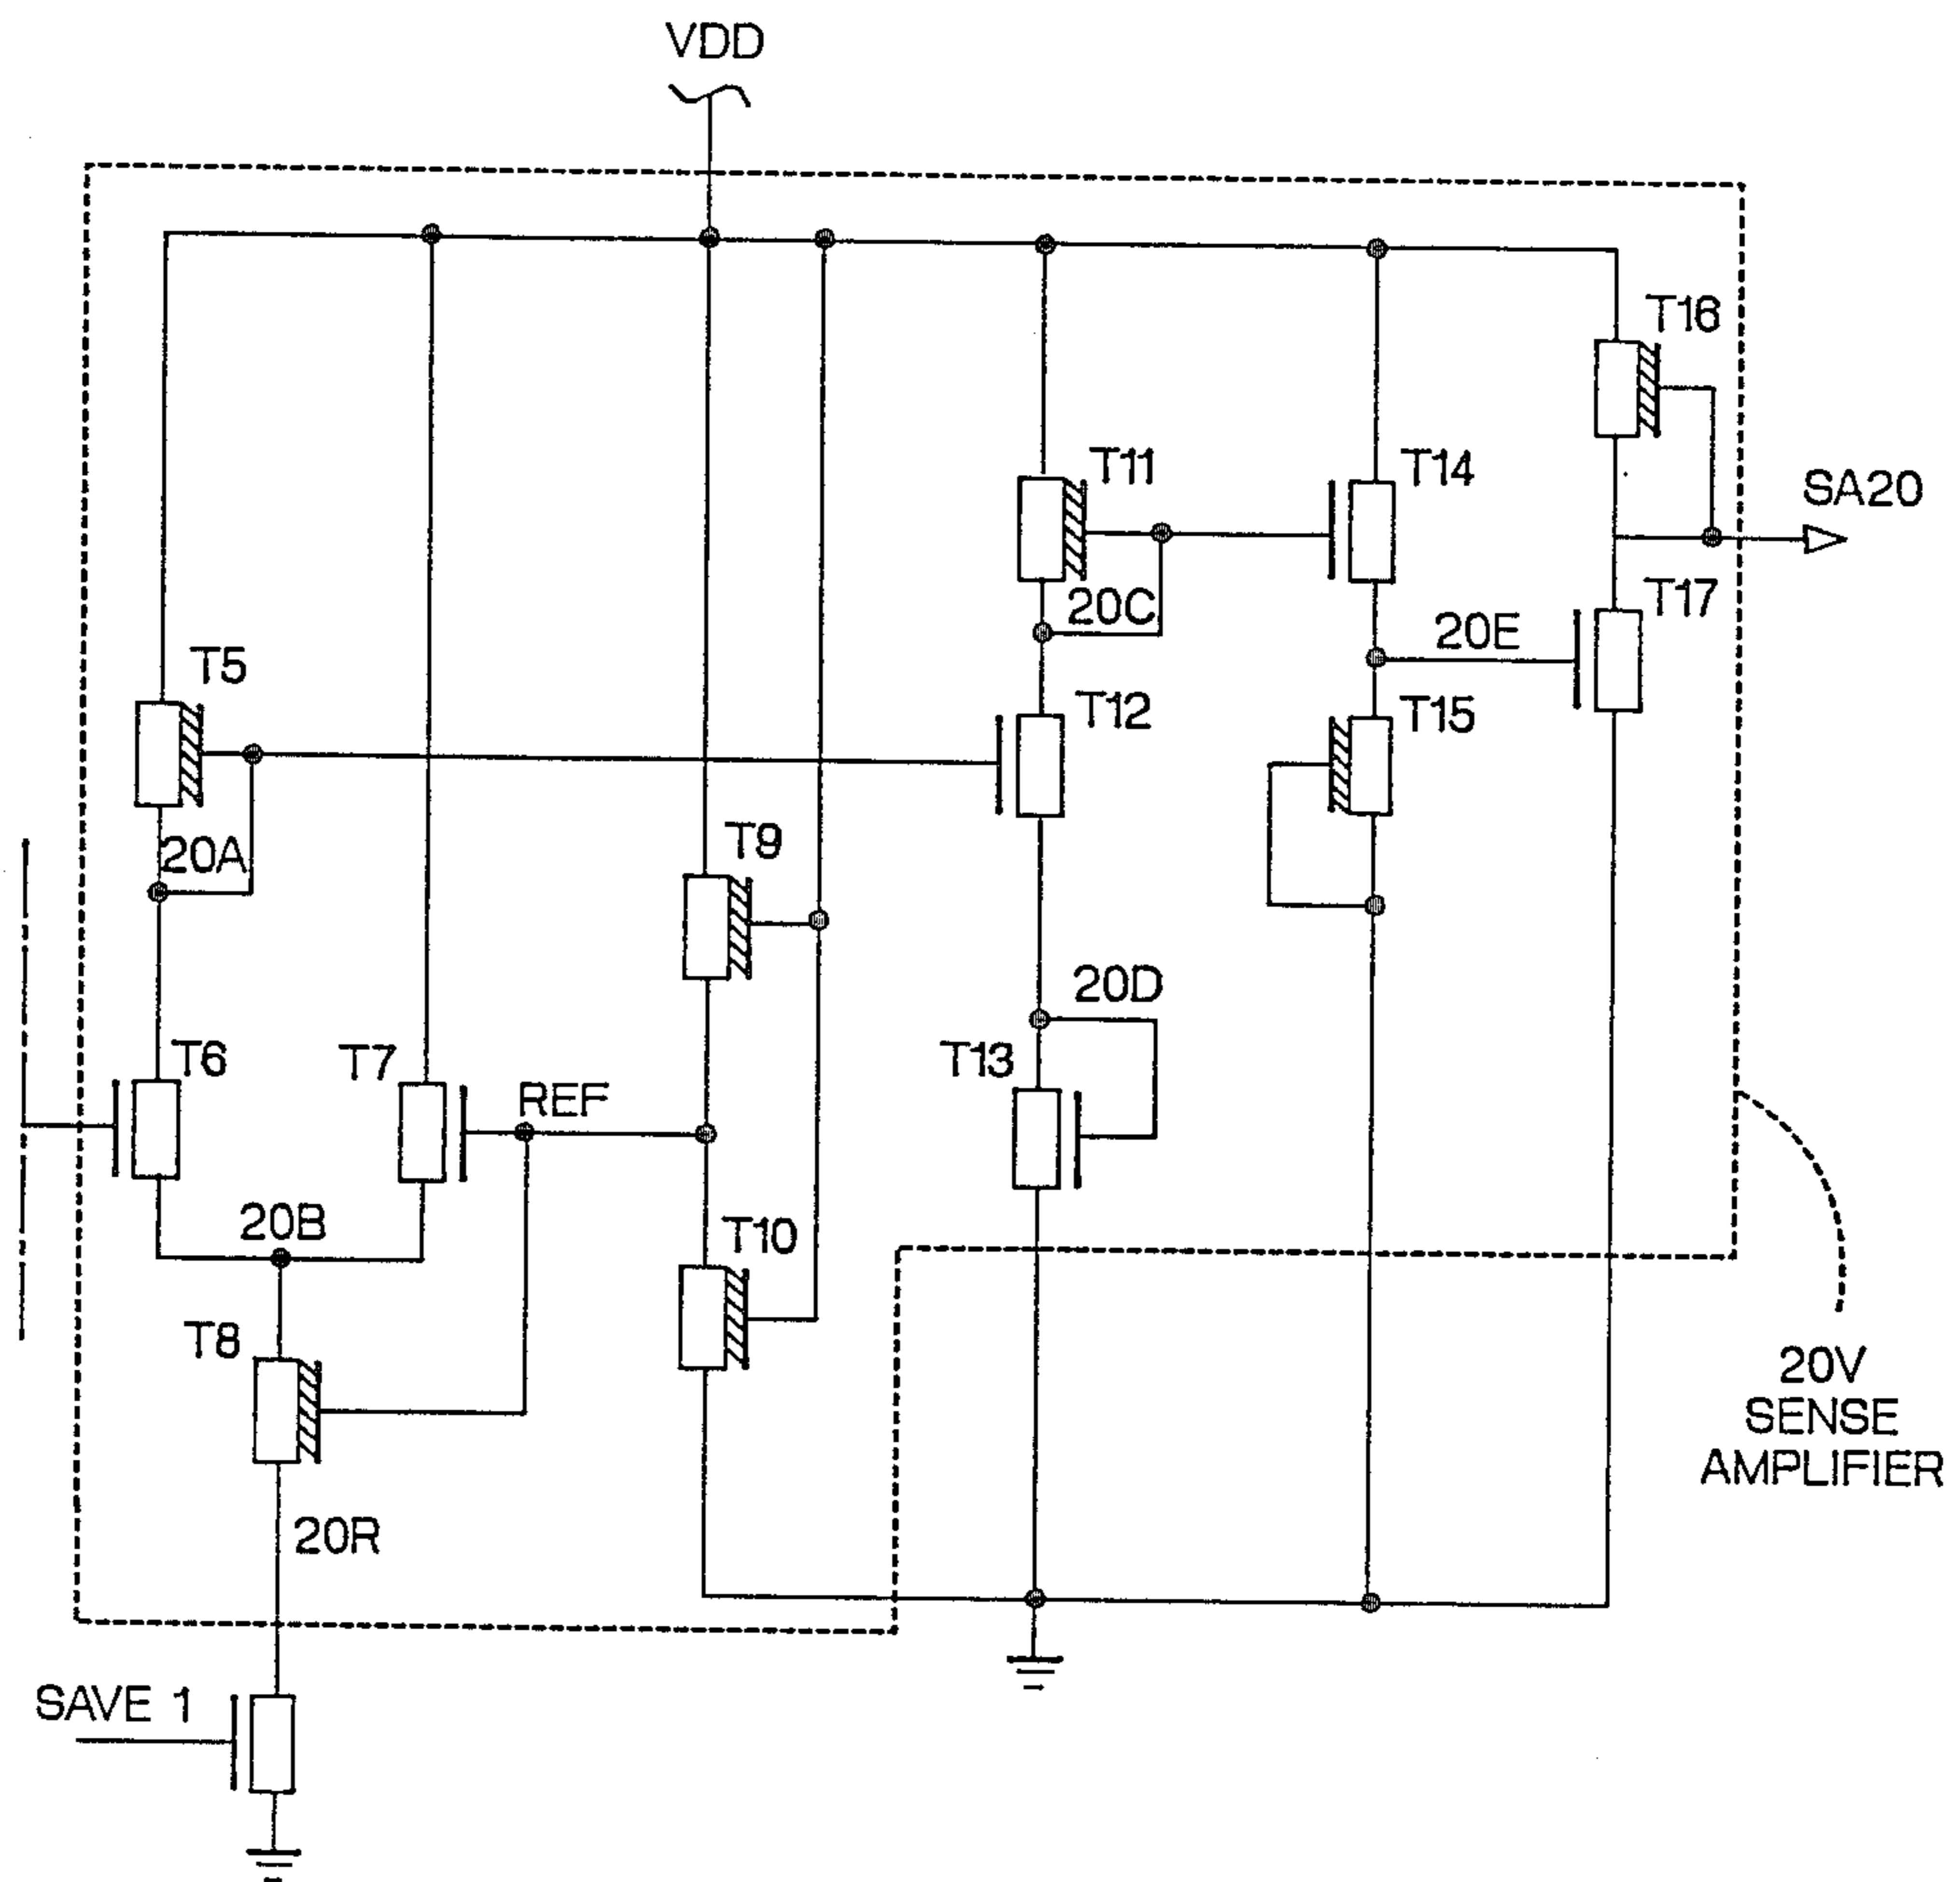 VDD
T16
T11
T14
SA20
20C
T17
20E
T5
T12
T15
20A
T9
20D
T6
T7
T13
REF
20B
T10
T8
20V
SENSE
AMPLIFIER
20R
SAVE 1